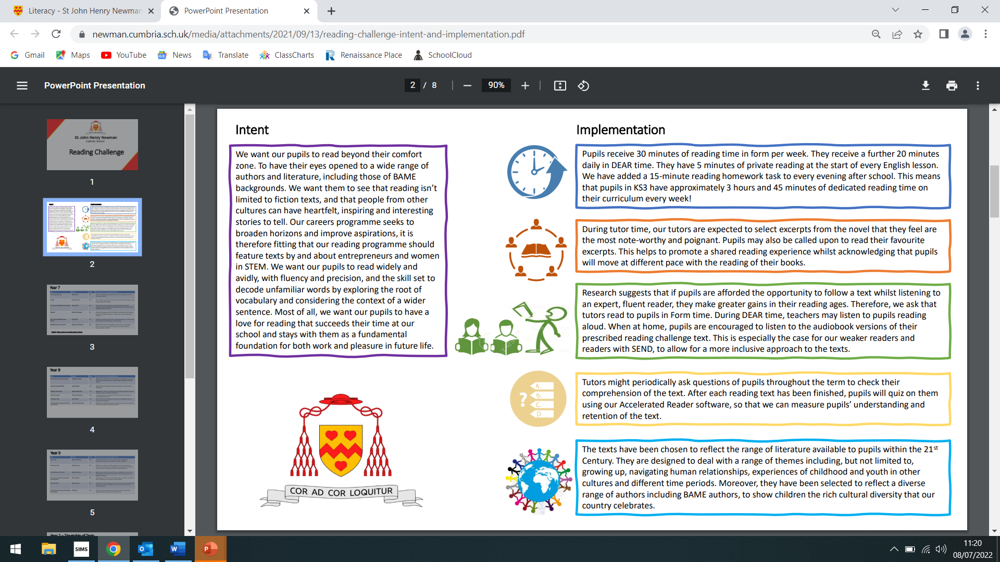 Literacy - St John Henry Newman
PowerPoint Presentation
newman.cumbria.sch.uk/media/attachments/2021/09/13/reading-challenge-intent-and-implementation.pdf
Gmail
Maps
YouTube
News
Translate
ClassCharts
Renaissance Place
SchoolCloud
PowerPoint Presentation
2 / 8
90%
St John Henry Newman
Catholic School
Reading Challenge
1
2
Year 7
3
Year 8
4
Year 9
5
Year 7 – Timetable of Texts
Intent
We want our pupils to read beyond their comfort
zone. To have their eyes opened to a wide range of
authors and literature, including those of BAME
backgrounds. We want them to see that reading isn't
limited to fiction texts, and that people from other
cultures can have heartfelt, inspiring and interesting
stories to tell. Our careers programme seeks to
broaden horizons and improve aspirations, it is
therefore fitting that our reading programme should
feature texts by and about entrepreneurs and women
in STEM. We want our pupils to read widely and
avidly, with fluency and precision, and the skill set to
decode unfamiliar words by exploring the root of
vocabulary and considering the context of a wider
sentence. Most of all, we want our pupils to have a
love for reading that succeeds their time at our
school and stays with them as a fundamental
foundation for both work and pleasure in future life.
COR AD COR LOQUITUR
Implementation
Pupils receive 30 minutes of reading time in form per week. They receive a further 20 minutes
daily in DEAR time. They have 5 minutes of private reading at the start of every English lesson.
We have added a 15-minute reading homework task to every evening after school. This means
that pupils in KS3 have approximately 3 hours and 45 minutes of dedicated reading time on
their curriculum every week!
During tutor time, our tutors are expected to select excerpts from the novel that they feel are
the most note-worthy and poignant. Pupils may also be called upon to read their favourite
excerpts. This helps to promote a shared reading experience whilst acknowledging that pupils
will move at different pace with the reading of their books.
Research suggests that if pupils are afforded the opportunity to follow a text whilst listening to
an expert, fluent reader, they make greater gains in their reading ages. Therefore, we ask that
tutors read to pupils in Form time. During DEAR time, teachers may listen to pupils reading
aloud. When at home, pupils are encouraged to listen to the audiobook versions of their
prescribed reading challenge text. This is especially the case for our weaker readers and
readers with SEND, to allow for a more inclusive approach to the texts.
?
A.
B.
C.
D.
Tutors might periodically ask questions of pupils throughout the term to check their
comprehension of the text. After each reading text has been finished, pupils will quiz on them
using our Accelerated Reader software, so that we can measure pupils' understanding and
retention of the text.
The texts have been chosen to reflect the range of literature available to pupils within the 21st
Century. They are designed to deal with a range of themes including, but not limited to,
growing up, navigating human relationships, experiences of childhood and youth in other
cultures and different time periods. Moreover, they have been selected to reflect a diverse
range of authors including BAME authors, to show children the rich cultural diversity that our
country celebrates.
SIMS
11:20
08/07/2022